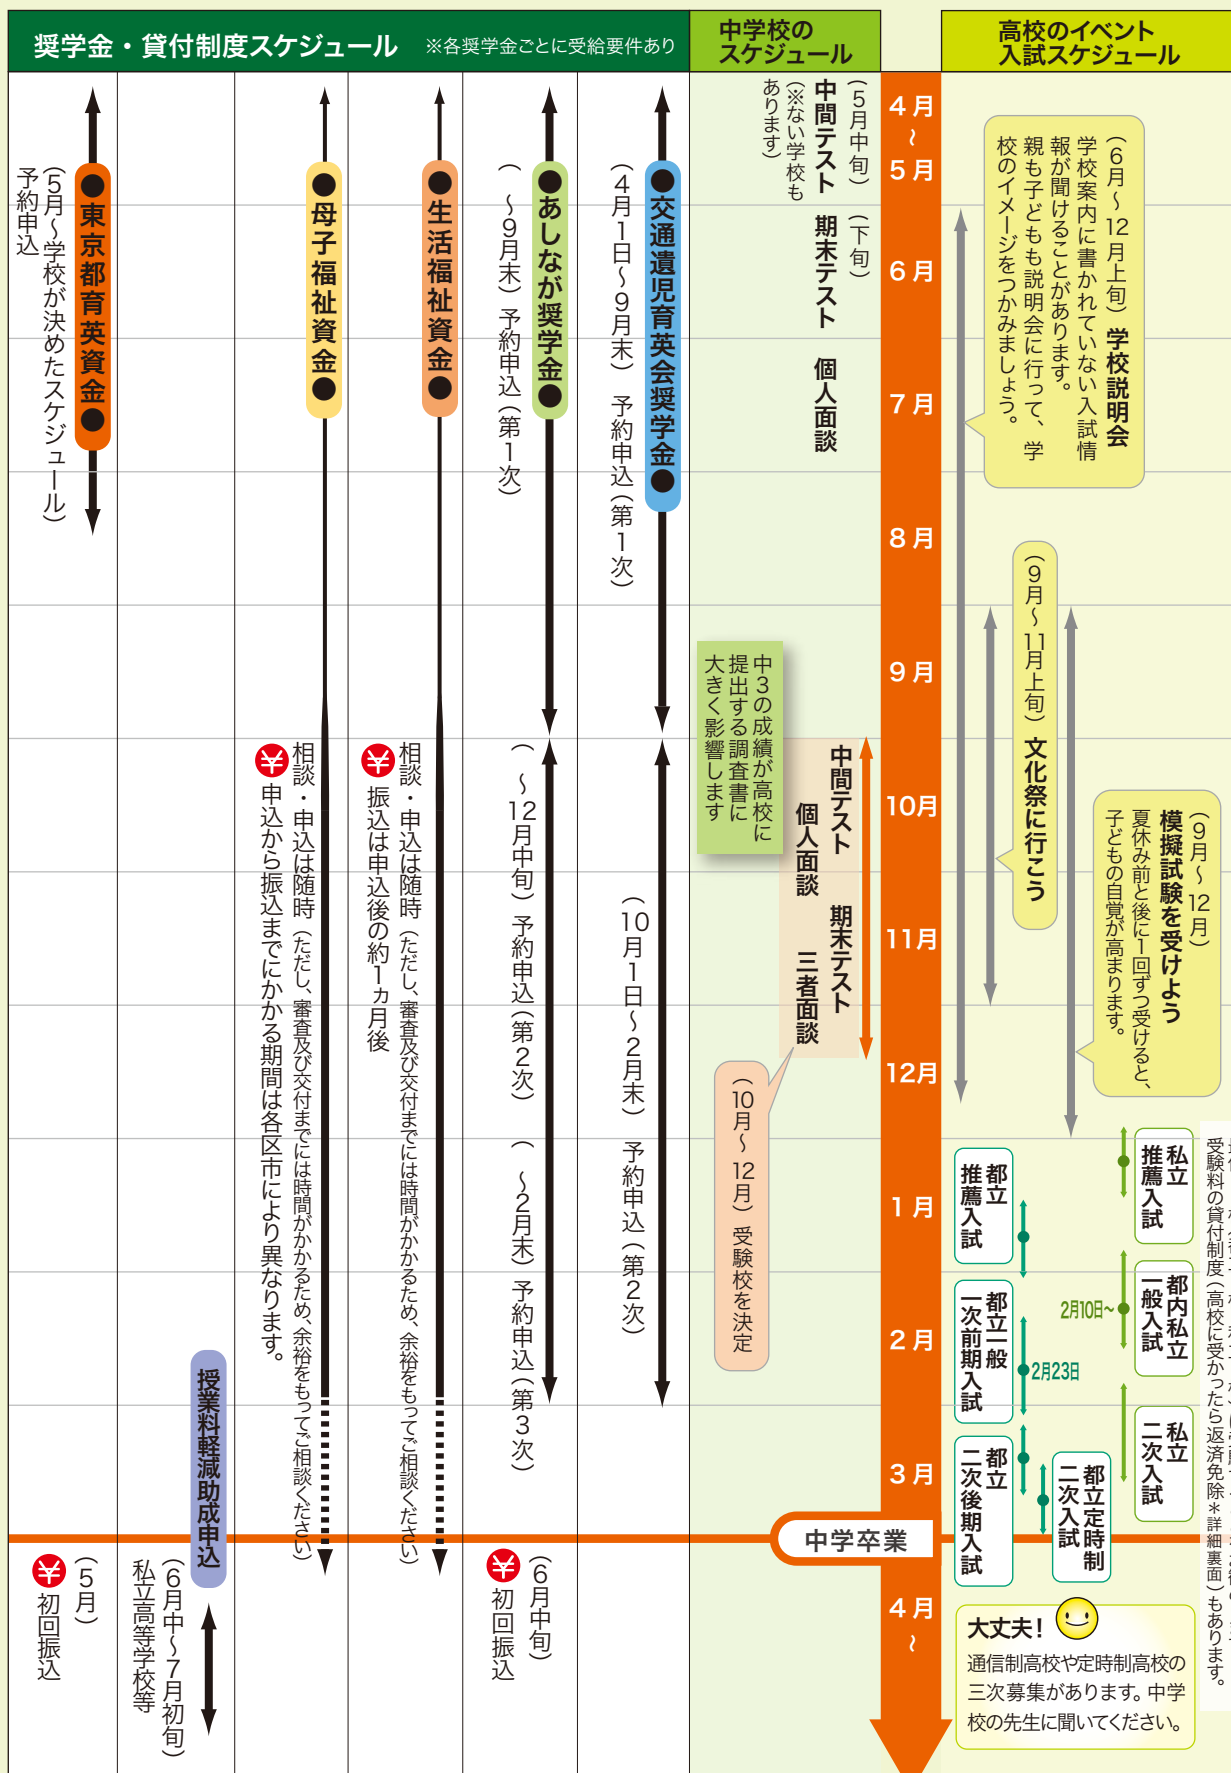 奨学金・貸付制度スケジュール ※各奨学金ごとに受給要件あり
中学校の
スケジュール
高校のイベント
入試スケジュール
4月
~
5月
6月
7月
8月
9月
10月
11月
12月
1月
2月
3月
中学卒業
4月
~
(6月~12月上旬)学校説明会
学校案内に書かれていない入試情
報が聞けることがあります。
親も子どもも説明会に行って、学
校のイメージをつかみましょう。
(9月~11月上旬)文化祭に行こう
(9月~12月)
模擬試験を受けよう
夏休み前と後に1回ずつ受けると、
子どもの自覚が高まります。
受験料の貸付制度(高校に受かったら返済免除*詳細裏面)もあります。
私立
推薦入試
都内私立
一般入試
2月10日~
私立
二次入試
都立
推薦入試
都立一般
一次前期入試
2月23日
都立
二次後期入試
都立定時制
二次入試
大丈夫!
通信制高校や定時制高校の
三次募集があります。中学
校の先生に聞いてください。
(5月中旬)
中間テスト
(※ない学校も
あります)
(下旬)
期末テスト
個人面談
中間テスト
期末テスト
個人面談
三者面談
中3の成績が高校に
提出する調査書に
大きく影響します
(10月~12月)受験校を決定
●交通遺児育英会奨学金●
(4月1日~9月末) 予約申込(第1次)
(10月1日~2月末) 予約申込(第2次)
●あしなが奨学金●
( ~9月末)予約申込(第1次)
( ~12月中旬)予約申込(第2次)
( ~2月末)予約申込(第3次)
(6月中旬)
¥初回振込
●生活福祉資金●
相談・申込は随時(ただし、審査及び交付までには時間がかかるため、余裕をもってご相談ください)
¥振込は申込後の約1ヵ月後
●母子福祉資金●
相談・申込は随時(ただし、審査及び交付までには時間がかかるため、余裕をもってご相談ください)
¥申込から振込までにかかる期間は各区市により異なります。
授業料軽減助成申込
(6月中~7月初旬)
私立高等学校等
●東京都育英資金●
(5月~学校が決めたスケジュール)
予約申込
(5月)
¥初回振込